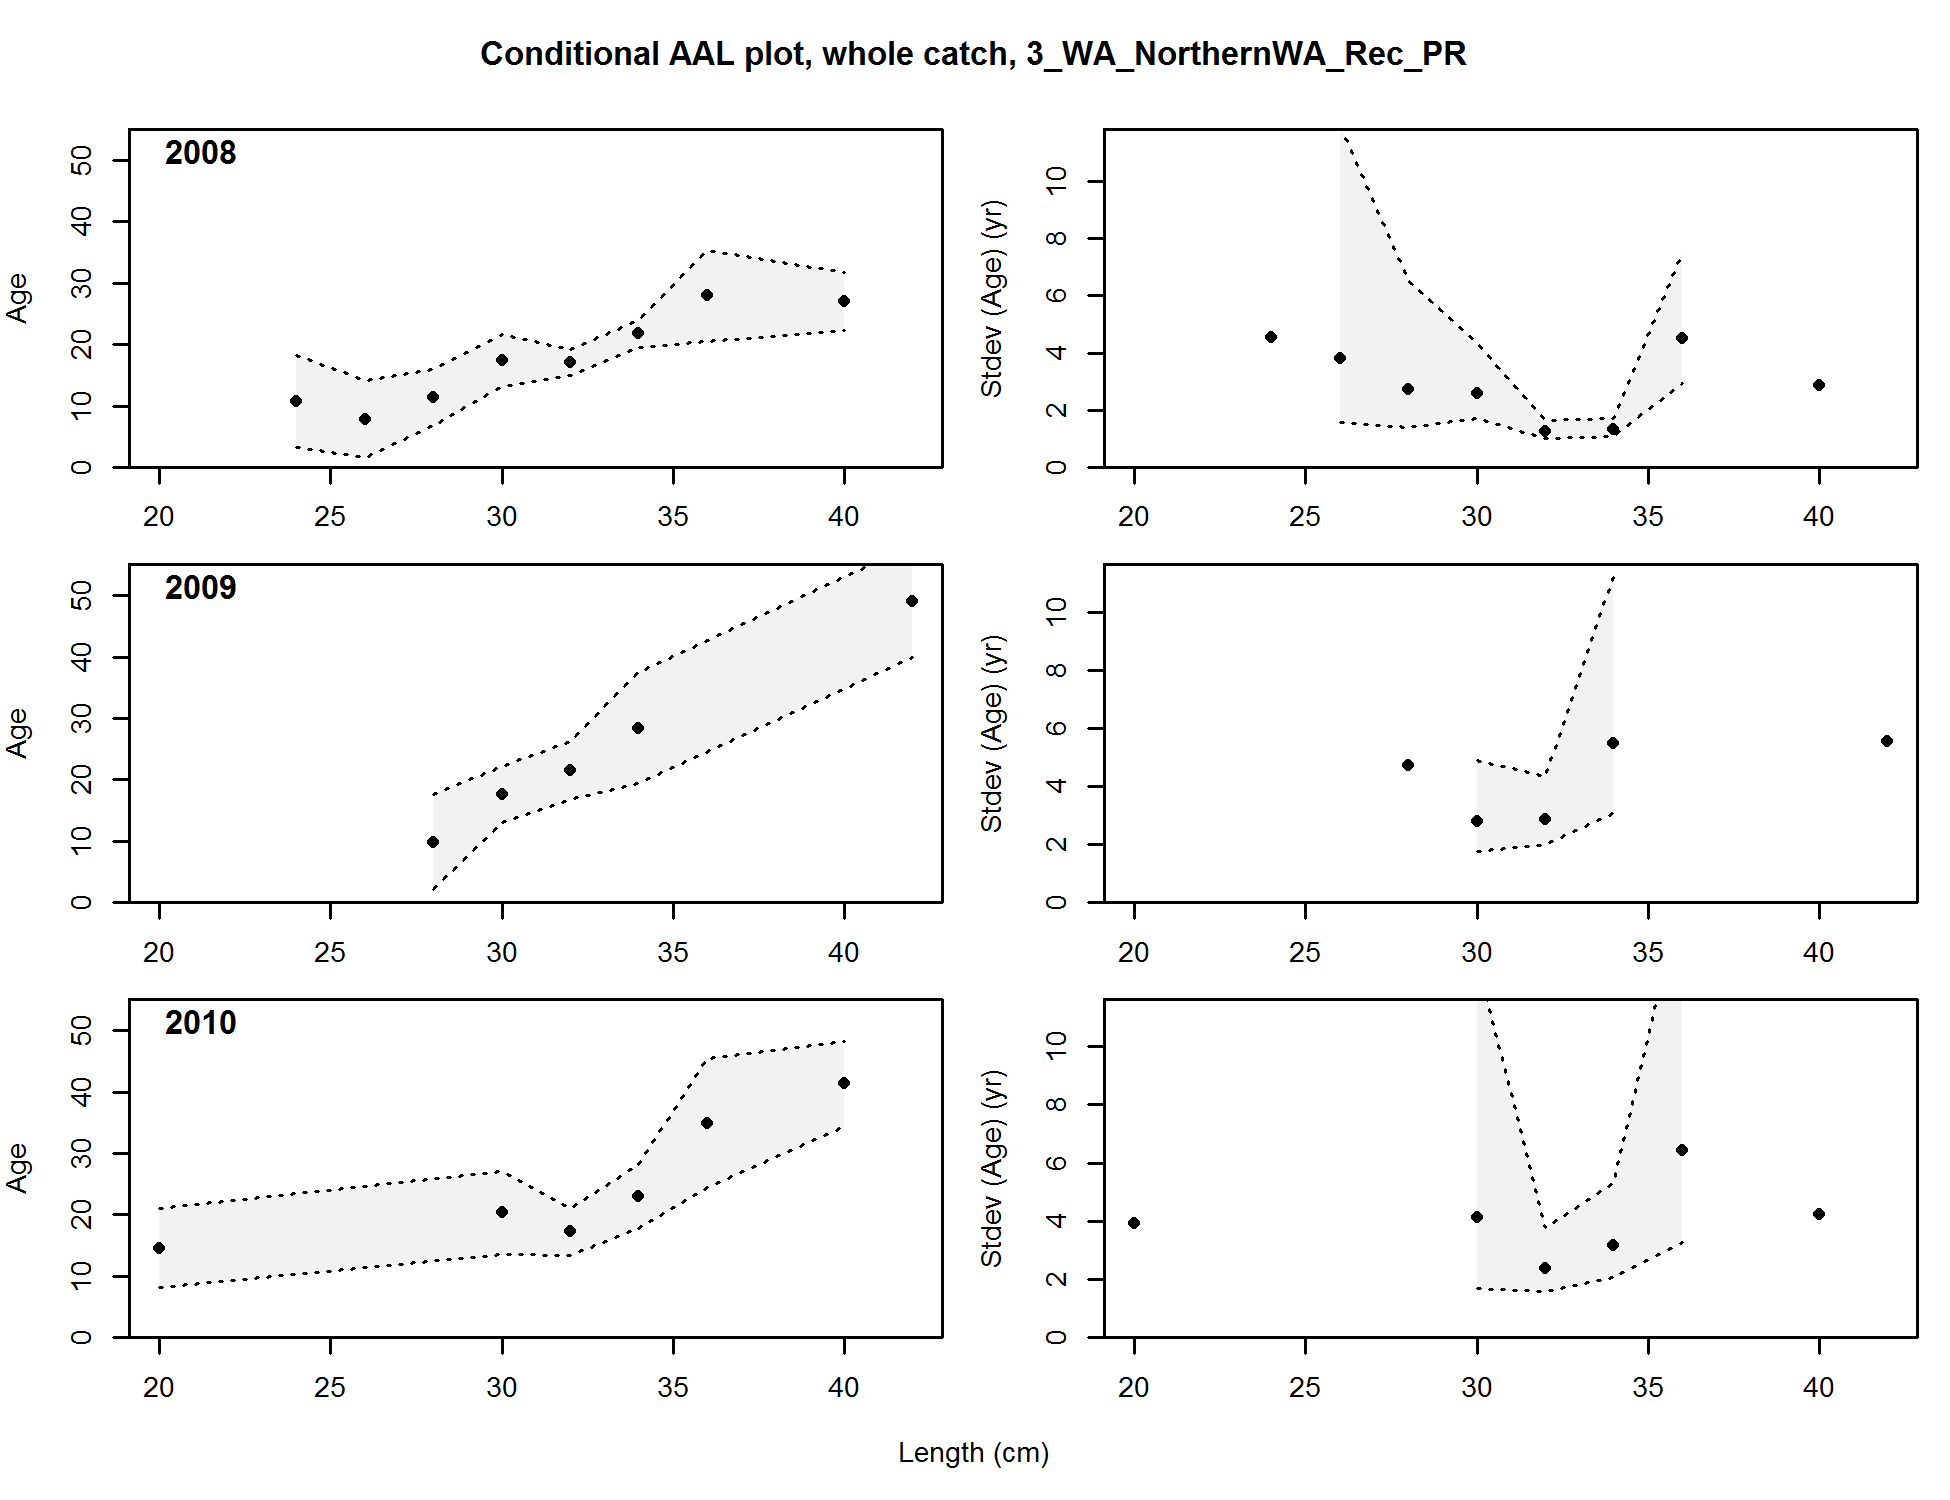 Conditional AAL plot, whole catch, 3_WA_NorthernWA_Rec_PR
2008
Age
0 10 20 30 40 50
20 25 30 35 40
Stdev (Age) (yr)
0 2 4 6 8 10
20 25 30 35 40
2009
Age
0 10 20 30 40 50
20 25 30 35 40
Stdev (Age) (yr)
0 2 4 6 8 10
20 25 30 35 40
2010
Age
0 10 20 30 40 50
20 25 30 35 40
Stdev (Age) (yr)
0 2 4 6 8 10
20 25 30 35 40
Length (cm)